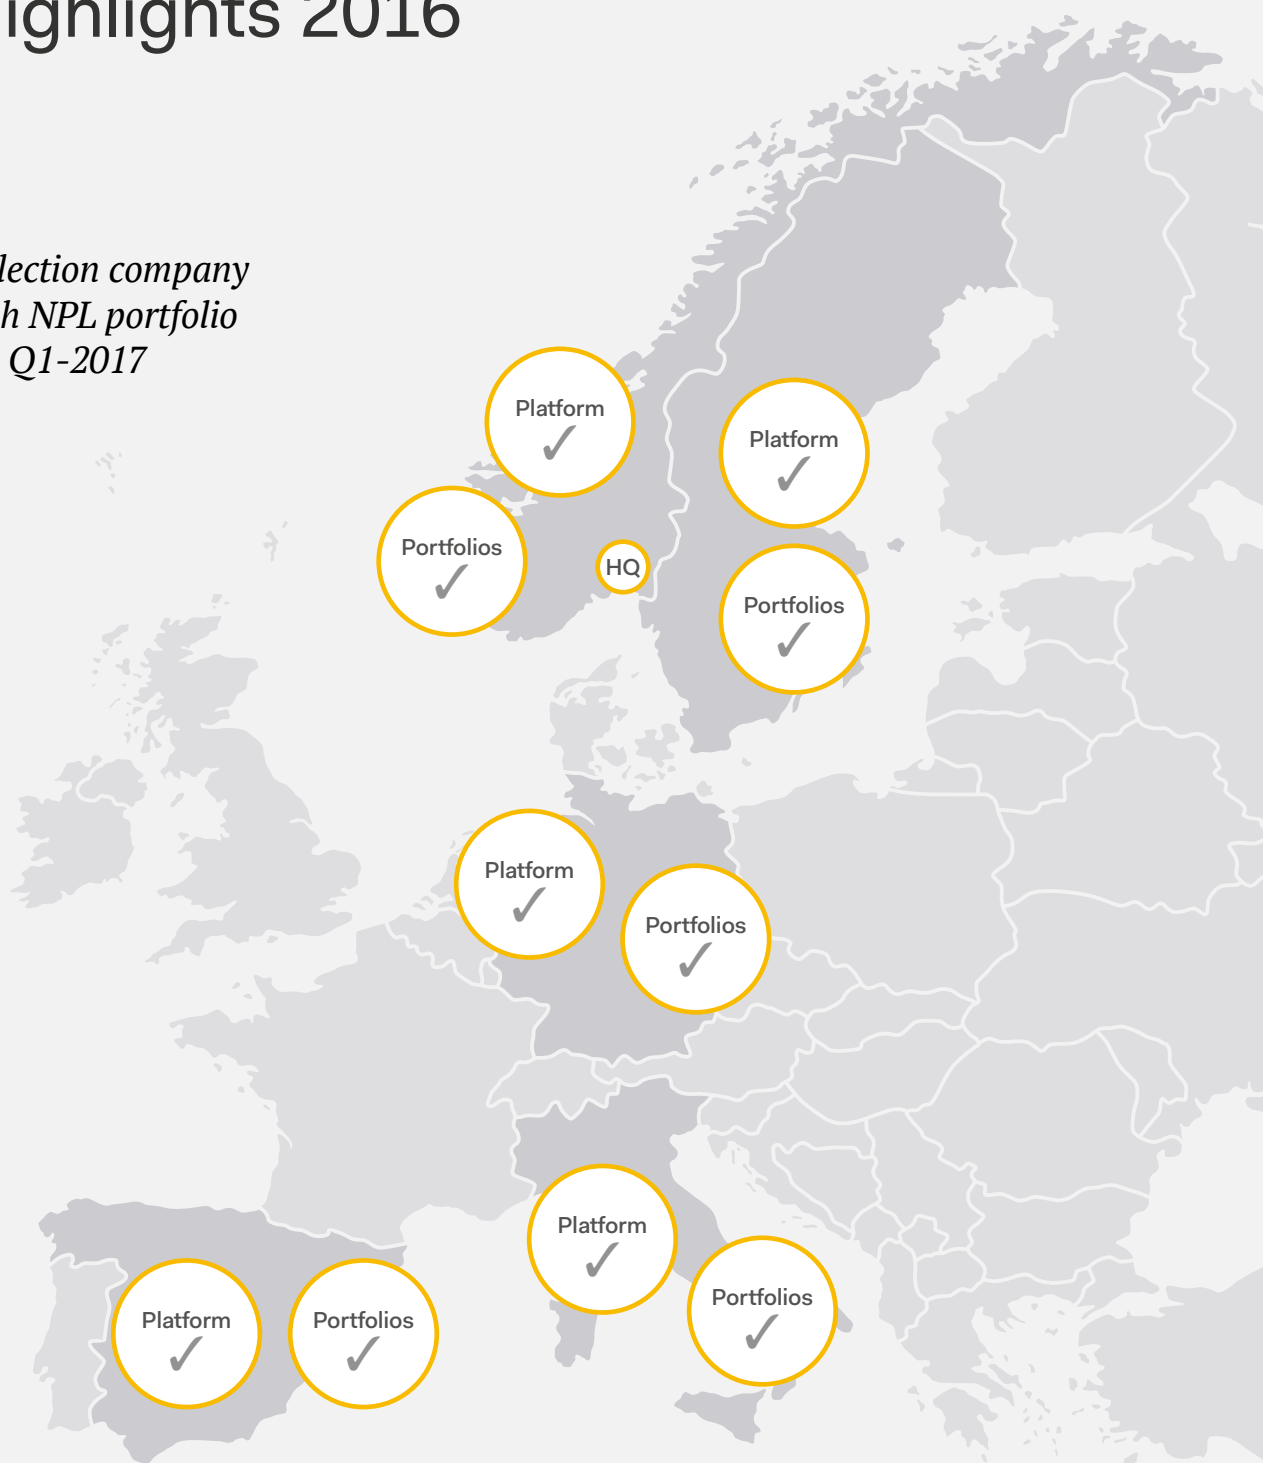 ighlights 2016
lection company
h NPL portfolio
Q1-2017
Platform
✓
Platform
✓
Portfolios
✓
HQ
Portfolios
✓
Platform
✓
Portfolios
✓
Platform
✓
Portfolios
✓
Platform
✓
Portfolios
✓